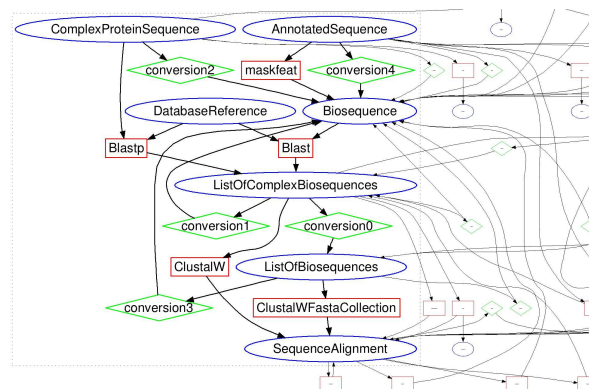 ComplexProteinSequence AnnotatedSequence
conversion2 maskfeat conversion4
DatabaseReference Biosequence
Blastp Blast
ListOfComplexBiosequences
conversion1 conversion0
ClustalW ListOfBiosequences
conversion3 ClustalWFastaCollection
SequenceAlignment